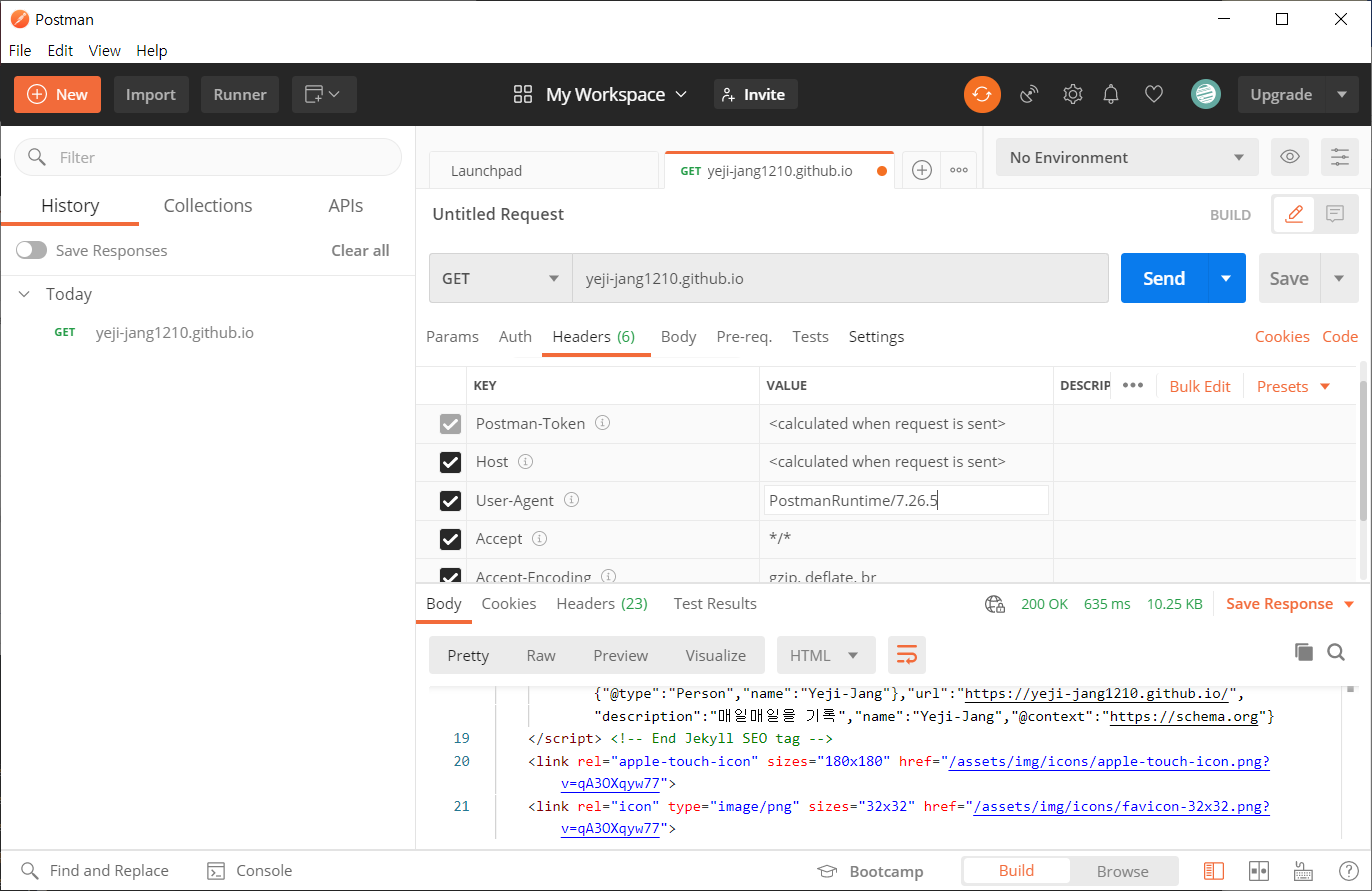 Postman
File Edit View Help
New Import Runner My Workspace Invite Upgrade
Filter
History Collections APIs
Save Responses Clear all
Today
GET yeji-jang1210.github.io
Launchpad GET yeji-jang1210.github.io No Environment
Untitled Request BUILD
GET yeji-jang1210.github.io Send Save
Params Auth Headers (6) Body Pre-req. Tests Settings Cookies Code
KEY VALUE DESCRIP Bulk Edit Presets
Postman-Token <calculated when request is sent>
Host <calculated when request is sent>
User-Agent PostmanRuntime/7.26.5
Accept */*
Accept-Encoding gzip, deflate, br
Body Cookies Headers (23) Test Results 200 OK 635 ms 10.25 KB Save Response
Pretty Raw Preview Visualize HTML
{"@type":"Person","name":"Yeji-Jang"},"url":"https://yeji-jang1210.github.io/",
"description":"매일매일을 기록","name":"Yeji-Jang","@context":"https://schema.org"}
19 </script> <!-- End Jekyll SEO tag -->
20 <link rel="apple-touch-icon" sizes="180x180" href="/assets/img/icons/apple-touch-icon.png?
v=qA3OXqyw77">
21 <link rel="icon" type="image/png" sizes="32x32" href="/assets/img/icons/favicon-32x32.png?
v=qA3OXqyw77">
Find and Replace Console Bootcamp Build Browse